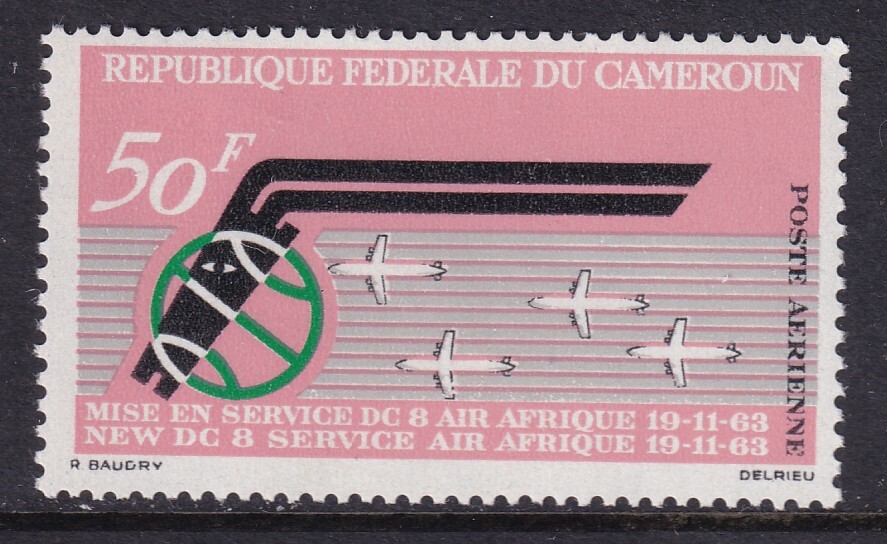 REPUBLIQUE FEDERALE DU CAMEROUN
50F
POSTE AERIENNE
MISE EN SERVICE DC 8 AIR AFRIQUE 19-11-63
NEW DC 8 SERVICE AIR AFRIQUE 19-11-63
R. BAUDRY
DELRIEU